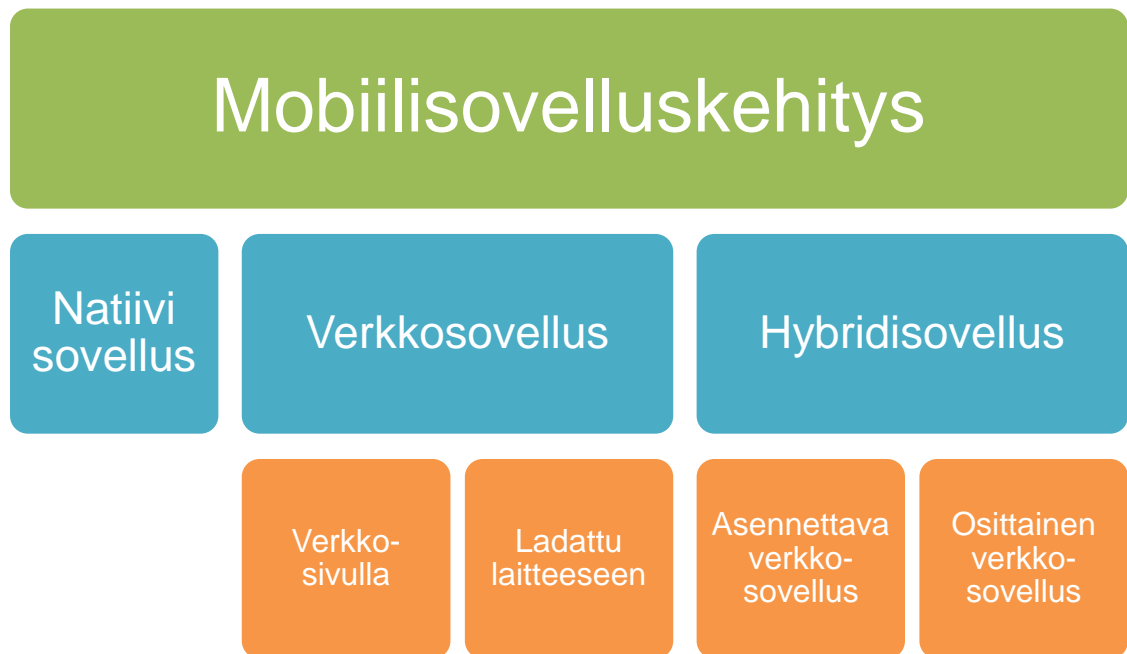 Mobiilisovelluskehitys
Natiivi
sovellus
Verkkosovellus
Hybridisovellus
Verkko-
sivulla
Ladattu
laitteeseen
Asennettava
verkko-
sovellus
Osittainen
verkko-
sovellus